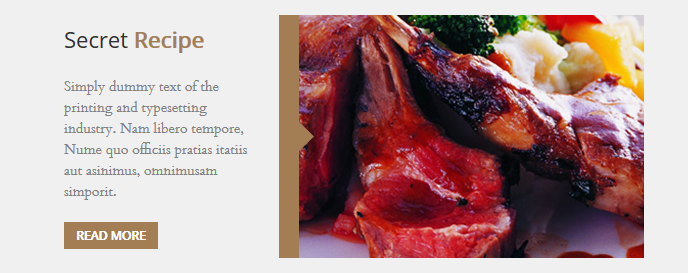 Secret Recipe
Simply dummy text of the
printing and typesetting
industry. Nam libero tempore,
Nume quo officiis pratias itatiis
aut asinimus, omnimusam
simporit.
READ MORE